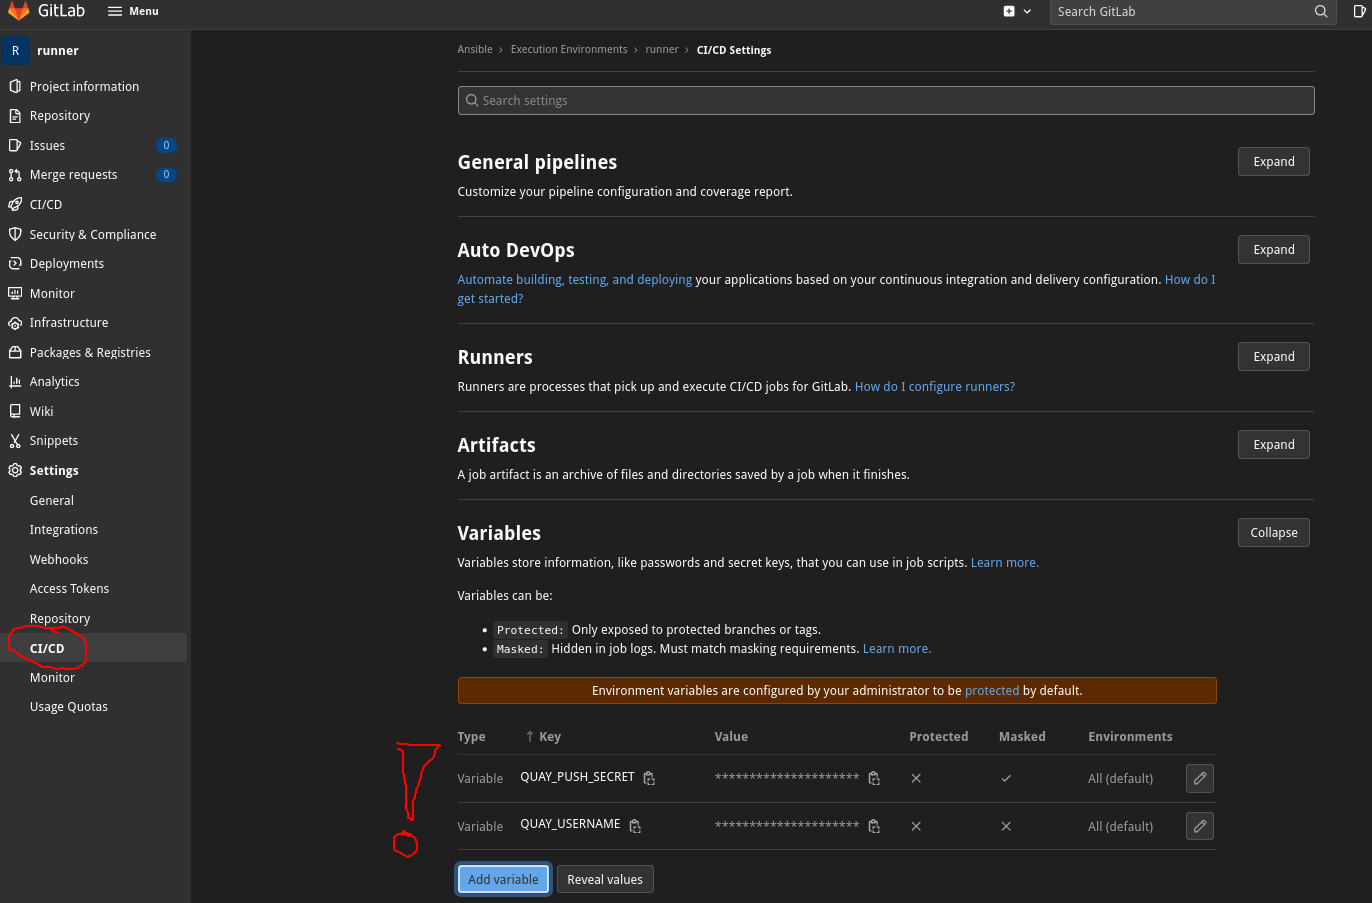 GitLab Menu Search GitLab
R runner
Project information
Repository
Issues 0
Merge requests 0
CI/CD
Security & Compliance
Deployments
Monitor
Infrastructure
Packages & Registries
Analytics
Wiki
Snippets
Settings
General
Integrations
Webhooks
Access Tokens
Repository
CI/CD
Monitor
Usage Quotas
Ansible › Execution Environments › runner › CI/CD Settings
Search settings
General pipelines Expand
Customize your pipeline configuration and coverage report.
Auto DevOps Expand
Automate building, testing, and deploying your applications based on your continuous integration and delivery configuration. How do I
get started?
Runners Expand
Runners are processes that pick up and execute CI/CD jobs for GitLab. How do I configure runners?
Artifacts Expand
A job artifact is an archive of files and directories saved by a job when it finishes.
Variables Collapse
Variables store information, like passwords and secret keys, that you can use in job scripts. Learn more.
Variables can be:
• Protected: Only exposed to protected branches or tags.
• Masked: Hidden in job logs. Must match masking requirements. Learn more.
Environment variables are configured by your administrator to be protected by default.
Type ↑ Key Value Protected Masked Environments
Variable QUAY_PUSH_SECRET ********************* ✕ ✓ All (default)
Variable QUAY_USERNAME ********************* ✕ ✕ All (default)
!
Add variable Reveal values